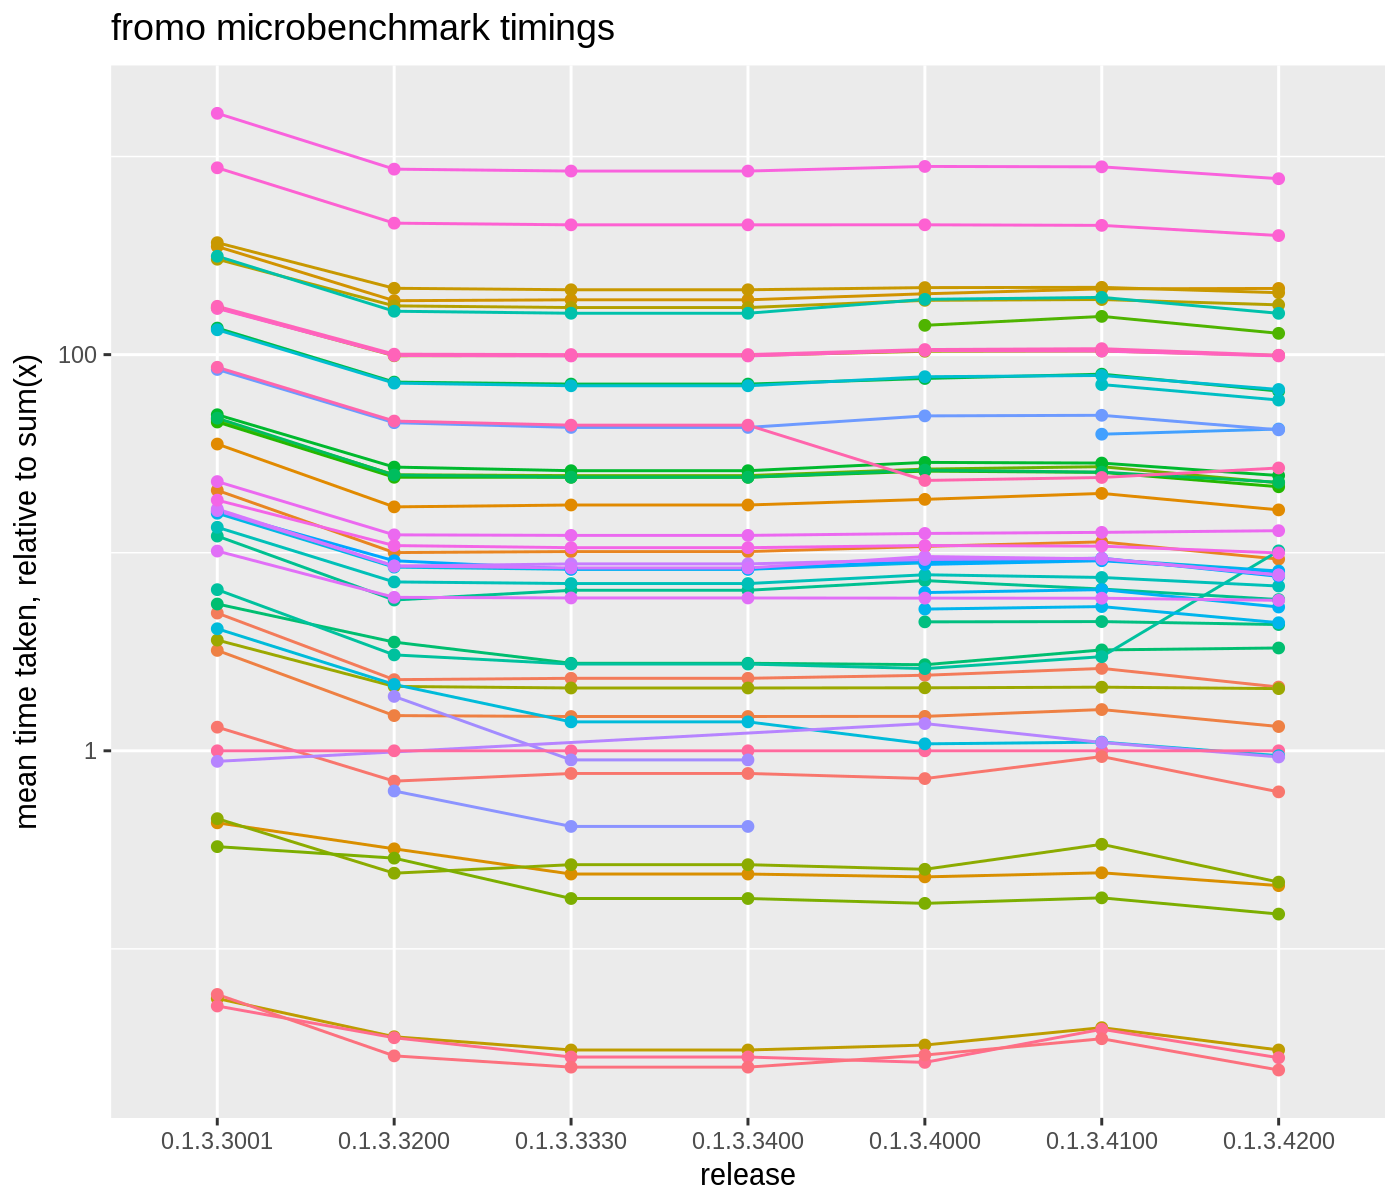 fromo microbenchmark timings
mean time taken, relative to sum(x)
100
1
0.1.3.3001 0.1.3.3200 0.1.3.3330 0.1.3.3400 0.1.3.4000 0.1.3.4100 0.1.3.4200
release